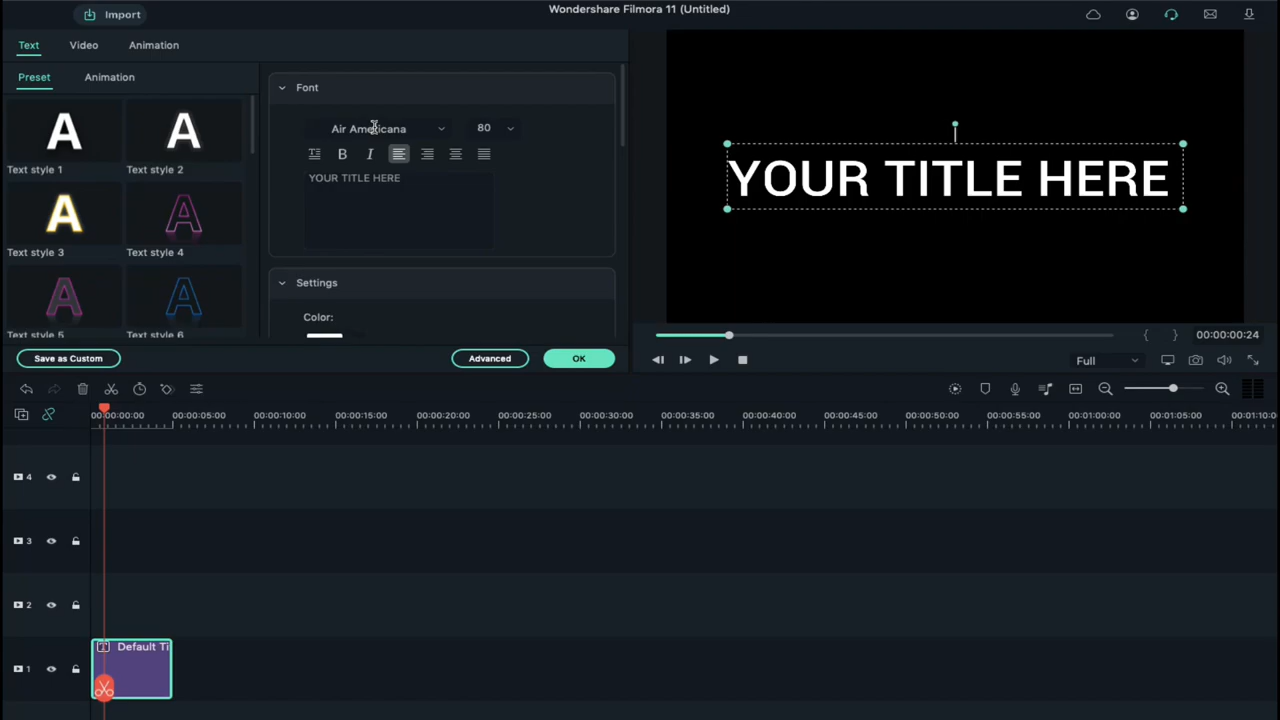 Wondershare Filmora 11 (Untitled)
Import
Text Video Animation
Preset Animation
Font
Air Americana 80
YOUR TITLE HERE
A A
Text style 1 Text style 2
A A
Text style 3 Text style 4
A A
Text style 5 Text style 6
Settings
Color:
Save as Custom Advanced OK
YOUR TITLE HERE
{ } 00:00:00:24
Full
00:00:00:00 00:00:05:00 00:00:10:00 00:00:15:00 00:00:20:00 00:00:25:00 00:00:30:00 00:00:35:00 00:00:40:00 00:00:45:00 00:00:50:00 00:00:55:00 00:01:00:00 00:01:05:00 00:01:10:0
4
3
2
1
Default Ti